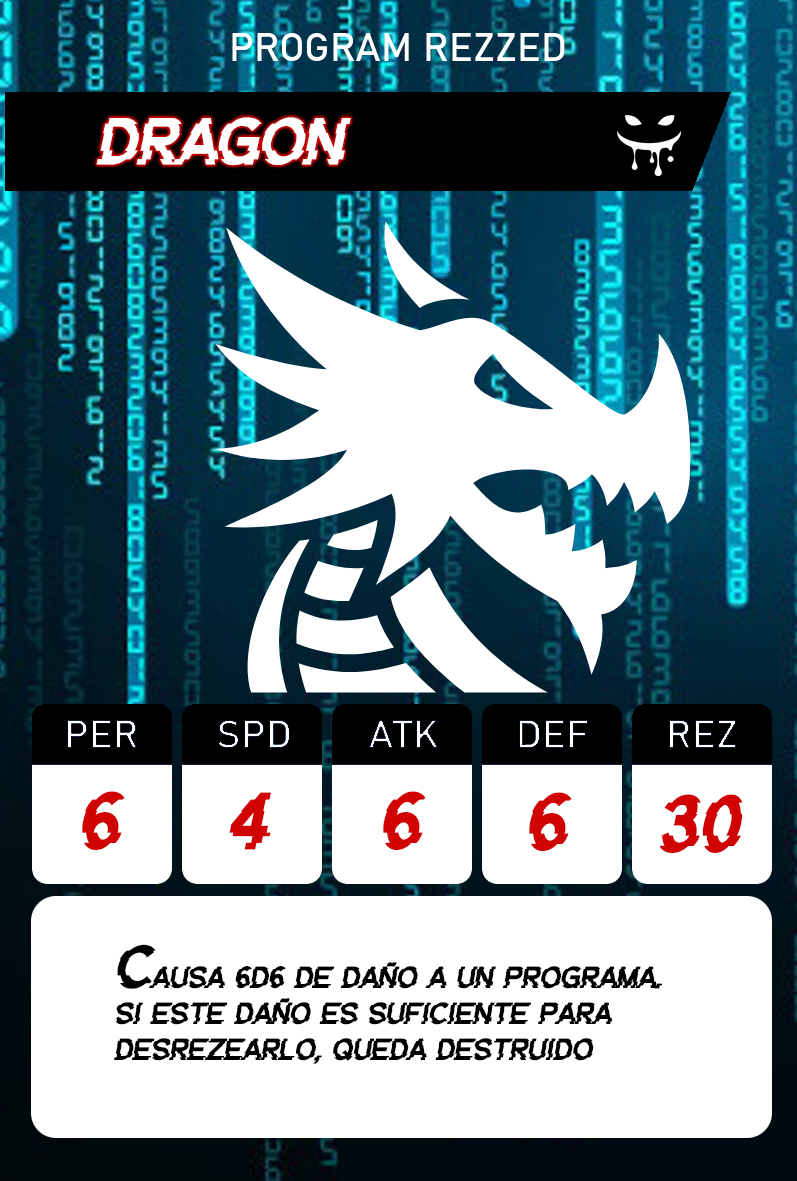 PROGRAM REZZED
DRAGON
PER SPD ATK DEF REZ
6 4 6 6 30
CAUSA 6D6 DE DAÑO A UN PROGRAMA.
SI ESTE DAÑO ES SUFICIENTE PARA
DESREZEARLO, QUEDA DESTRUIDO